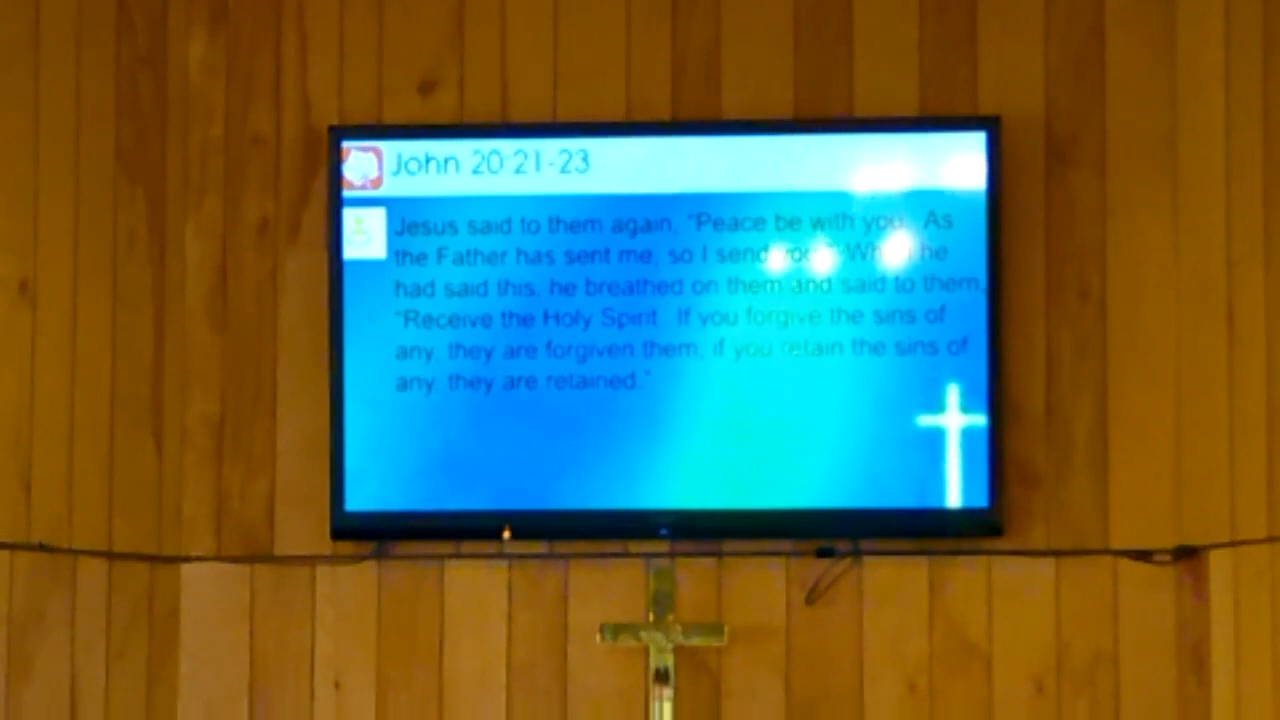 John 20:21-23
Jesus said to them again, "Peace be with you. As
the Father has sent me, so I send you." When he
had said this, he breathed on them and said to them,
"Receive the Holy Spirit. If you forgive the sins of
any, they are forgiven them; if you retain the sins of
any, they are retained."